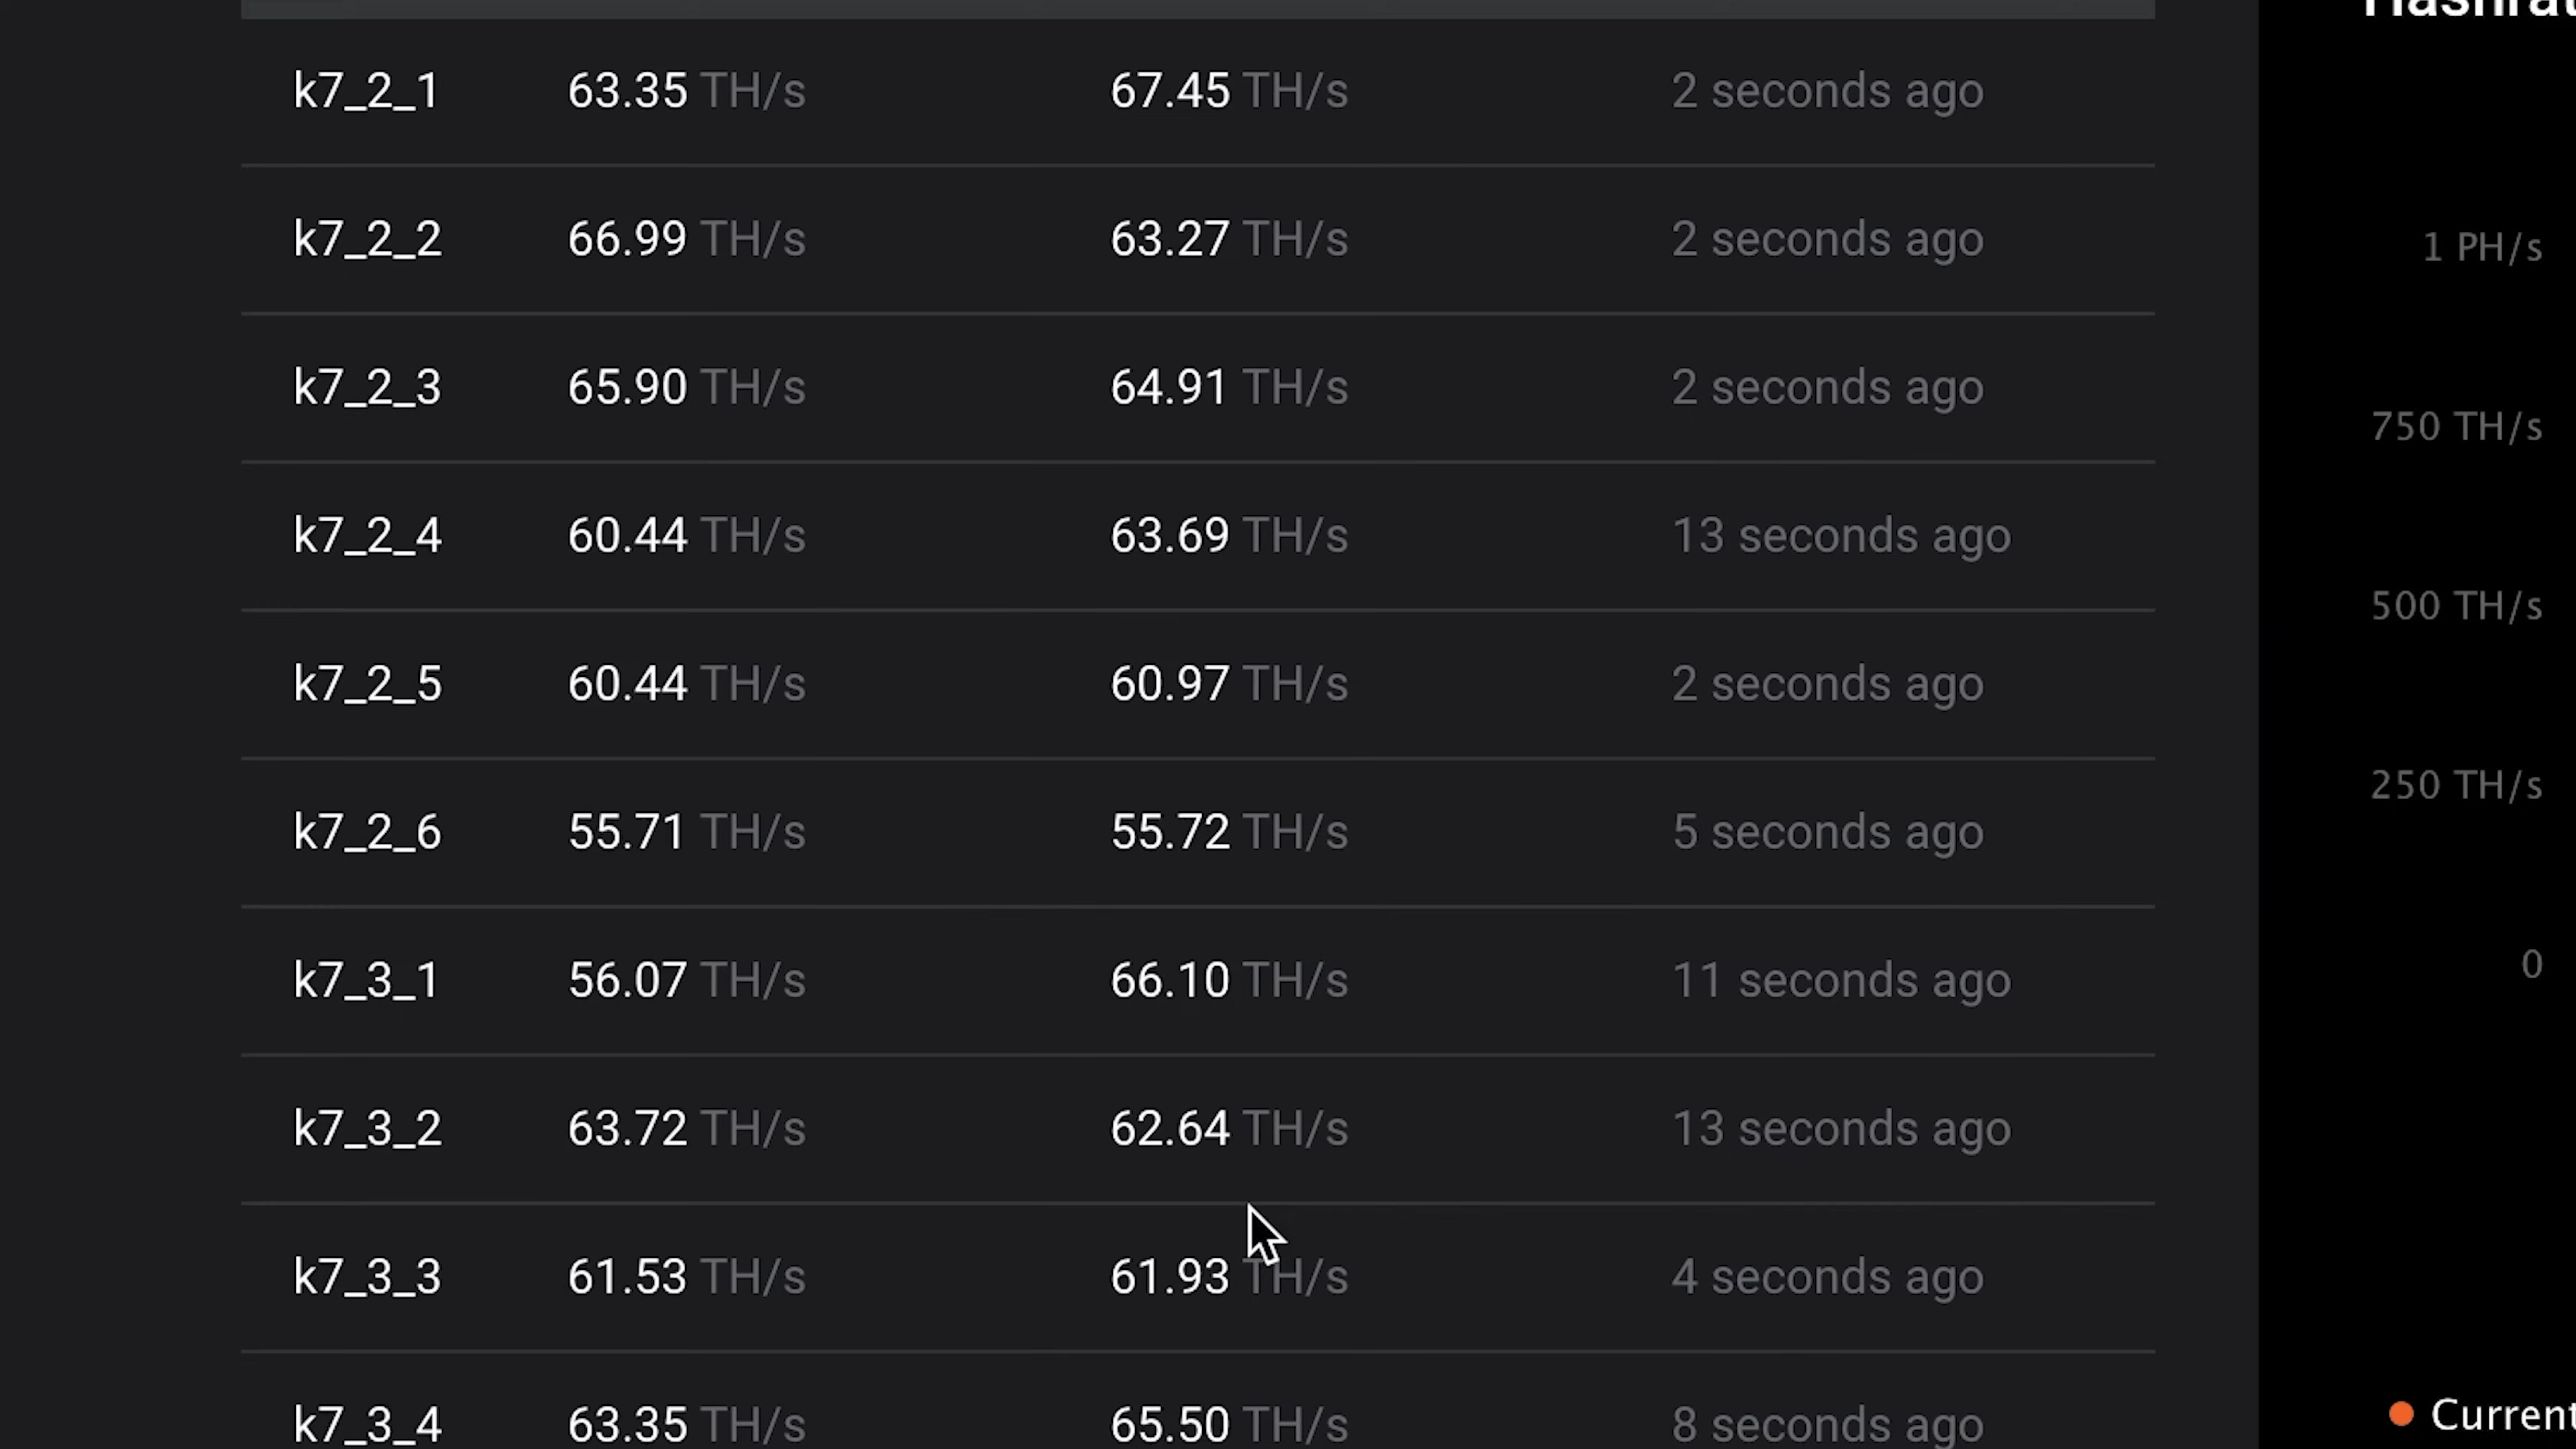 k7_2_1 63.35 TH/s 67.45 TH/s 2 seconds ago
k7_2_2 66.99 TH/s 63.27 TH/s 2 seconds ago
k7_2_3 65.90 TH/s 64.91 TH/s 2 seconds ago
k7_2_4 60.44 TH/s 63.69 TH/s 13 seconds ago
k7_2_5 60.44 TH/s 60.97 TH/s 2 seconds ago
k7_2_6 55.71 TH/s 55.72 TH/s 5 seconds ago
k7_3_1 56.07 TH/s 66.10 TH/s 11 seconds ago
k7_3_2 63.72 TH/s 62.64 TH/s 13 seconds ago
k7_3_3 61.53 TH/s 61.93 TH/s 4 seconds ago
k7_3_4 63.35 TH/s 65.50 TH/s 8 seconds ago
1 PH/s
750 TH/s
500 TH/s
250 TH/s
0
Current